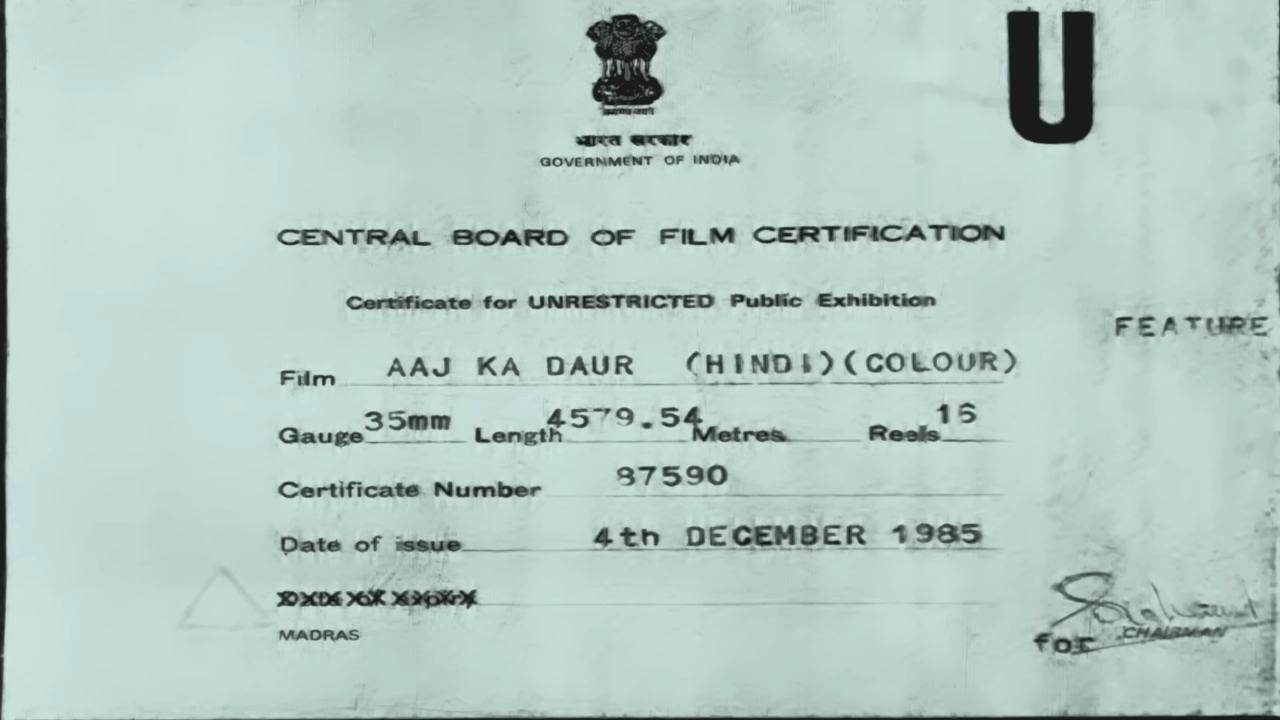 U
भारत सरकार
GOVERNMENT OF INDIA
CENTRAL BOARD OF FILM CERTIFICATION
Certificate for UNRESTRICTED Public Exhibition
FEATURE
Film AAJ KA DAUR (HINDI)(COLOUR)
Gauge 35mm Length 4579.54 Metres Reels 16
Certificate Number 87590
Date of issue 4th DECEMBER 1985
MADRAS
for CHAIRMAN